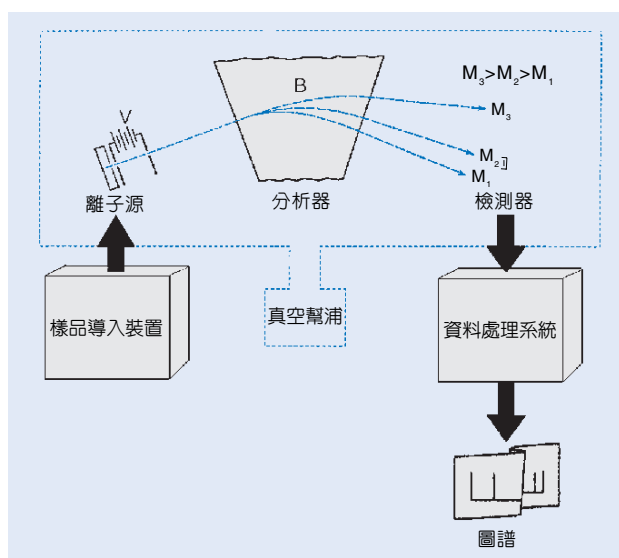 B
M₃>M₂>M₁
M₃
V
M₂
M₁
離子源
分析器
檢測器
樣品導入裝置
真空幫浦
資料處理系統
圖譜